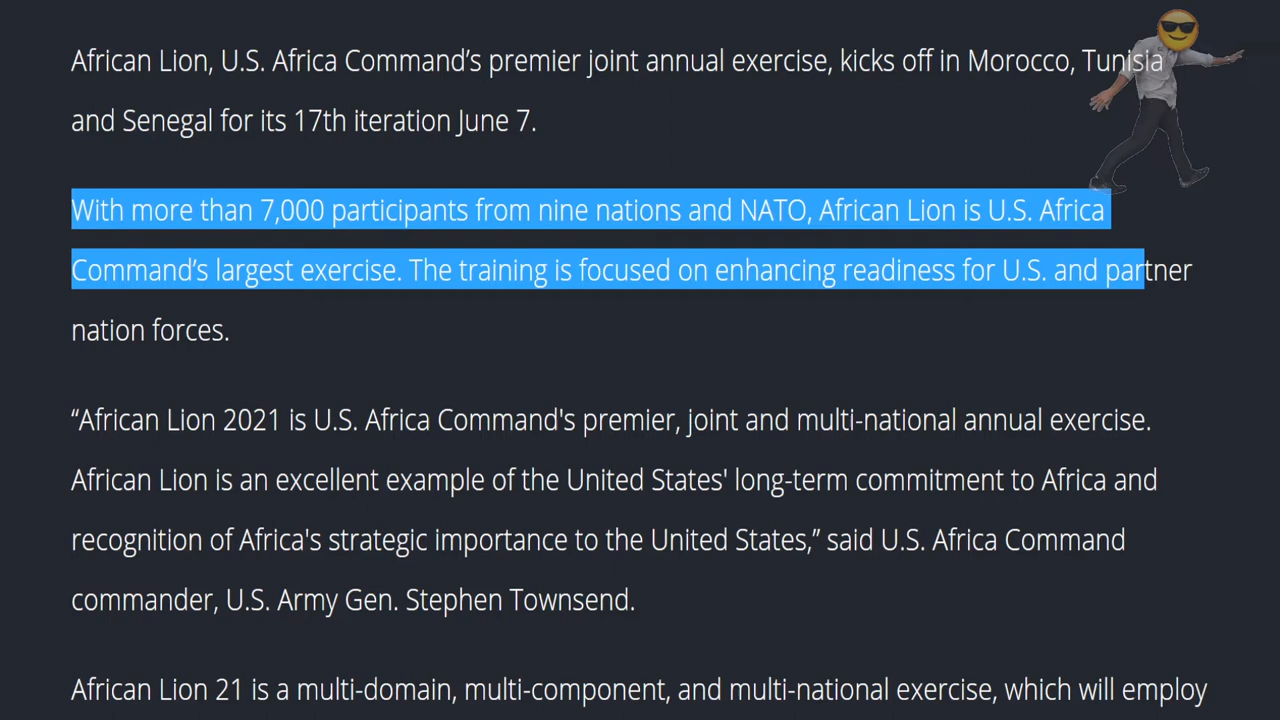 African Lion, U.S. Africa Command’s premier joint annual exercise, kicks off in Morocco, Tunisia
and Senegal for its 17th iteration June 7.
With more than 7,000 participants from nine nations and NATO, African Lion is U.S. Africa
Command’s largest exercise. The training is focused on enhancing readiness for U.S. and partner
nation forces.
“African Lion 2021 is U.S. Africa Command's premier, joint and multi-national annual exercise.
African Lion is an excellent example of the United States' long-term commitment to Africa and
recognition of Africa's strategic importance to the United States,” said U.S. Africa Command
commander, U.S. Army Gen. Stephen Townsend.
African Lion 21 is a multi-domain, multi-component, and multi-national exercise, which will employ